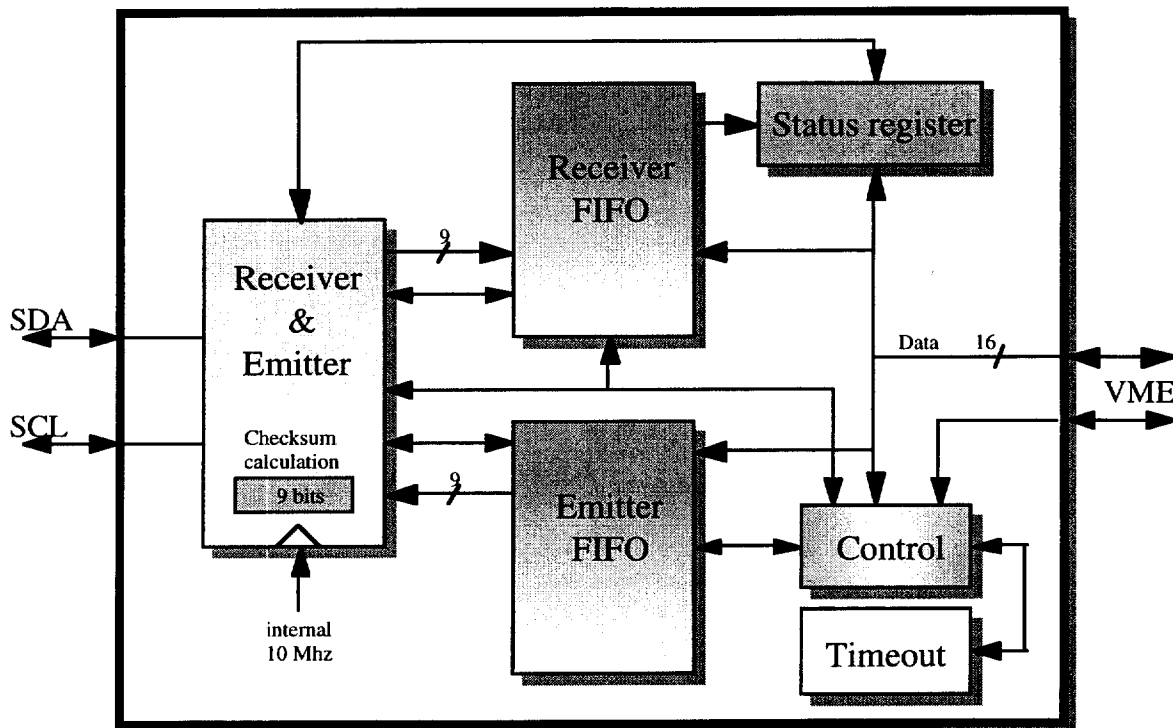 Status register
Receiver
FIFO
9
Receiver
&
Emitter
SDA
SCL
Checksum
calculation
9 bits
internal
10 Mhz
Data 16
VME
9
Emitter
FIFO
Control
Timeout